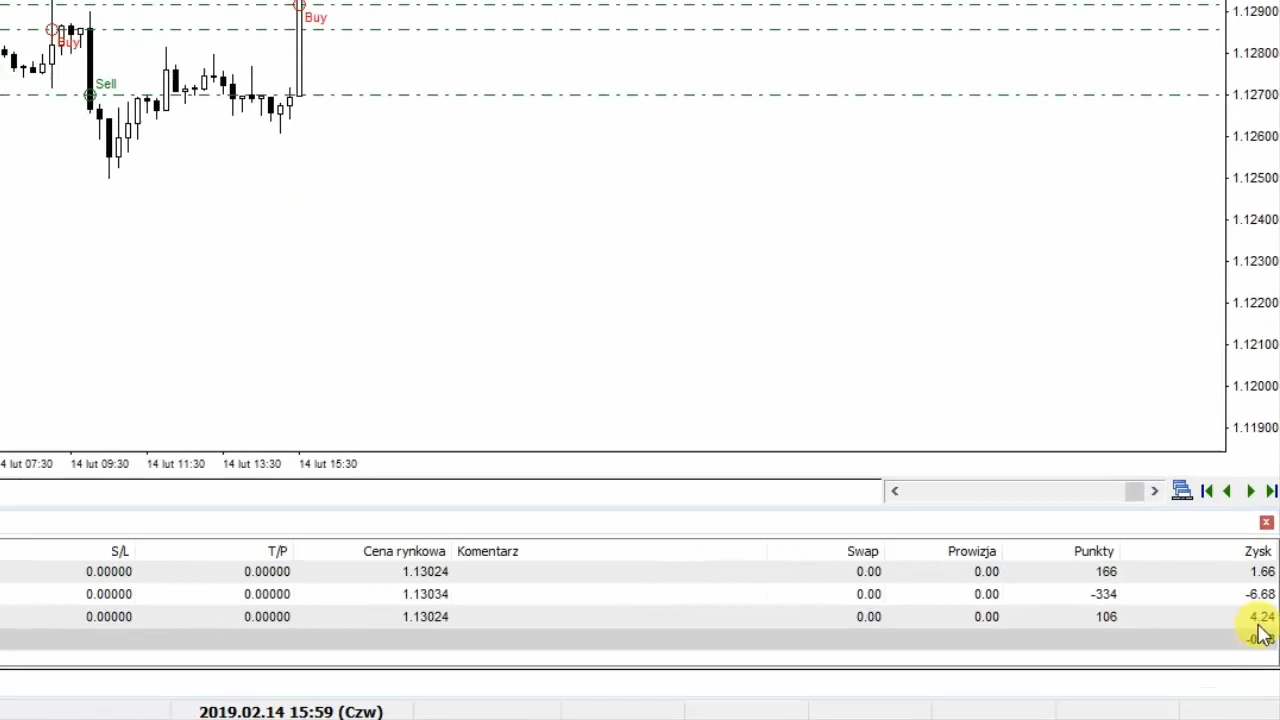 1.12900
Buy
Buy
1.12800
Sell
1.12700
1.12600
1.12500
1.12400
1.12300
1.12200
1.12100
1.12000
1.11900
4 lut 07:30 14 lut 09:30 14 lut 11:30 14 lut 13:30 14 lut 15:30
S/L T/P Cena rynkowa Komentarz Swap Prowizja Punkty Zysk
0.00000 0.00000 1.13024 0.00 0.00 166 1.66
0.00000 0.00000 1.13034 0.00 0.00 -334 -6.68
0.00000 0.00000 1.13024 0.00 0.00 106 4.24
2019.02.14 15:59 (Czw)